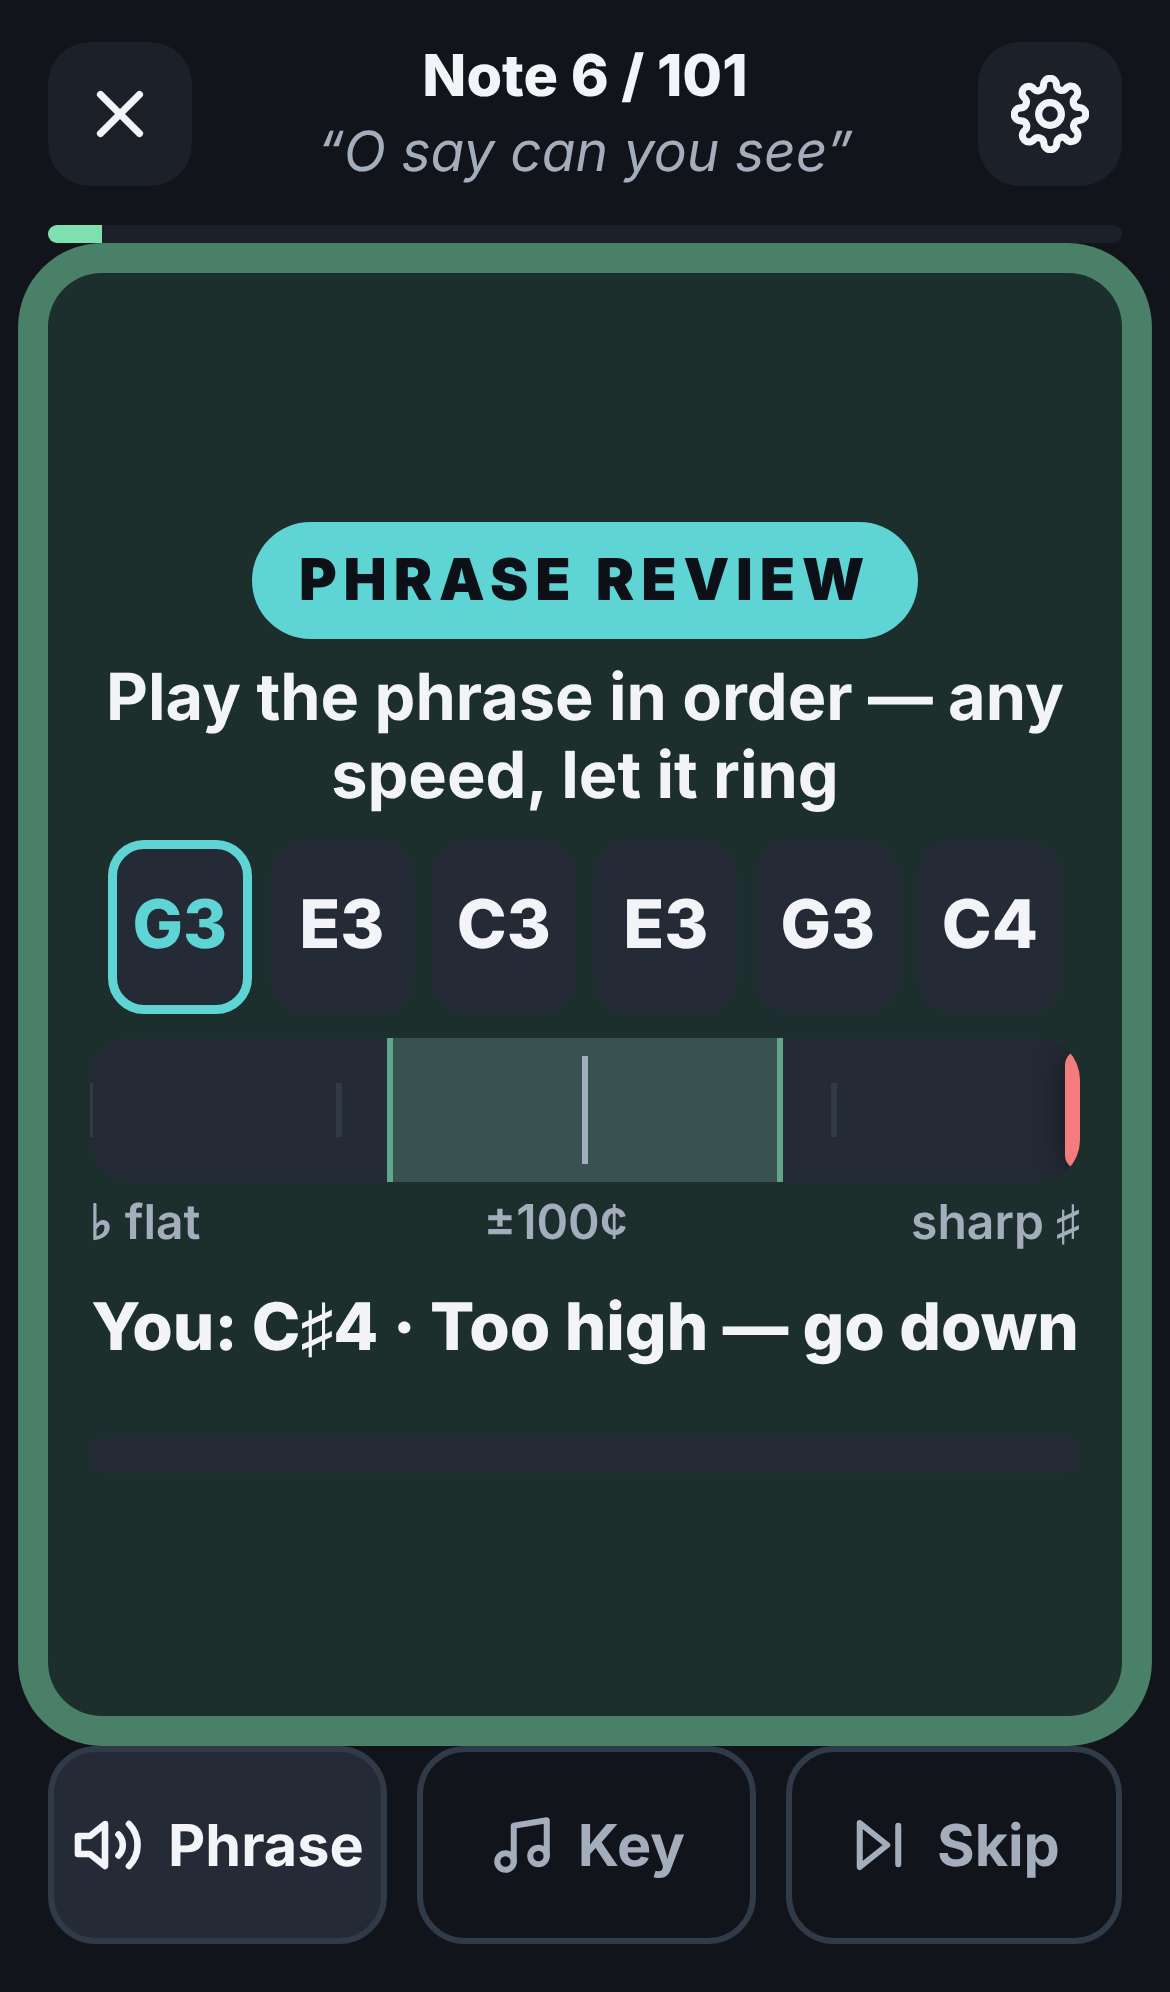 Note 6 / 101
“O say can you see”
PHRASE REVIEW
Play the phrase in order — any
speed, let it ring
G3 E3 C3 E3 G3 C4
♭ flat ±100¢ sharp ♯
You: C♯4 · Too high — go down
Phrase Key Skip